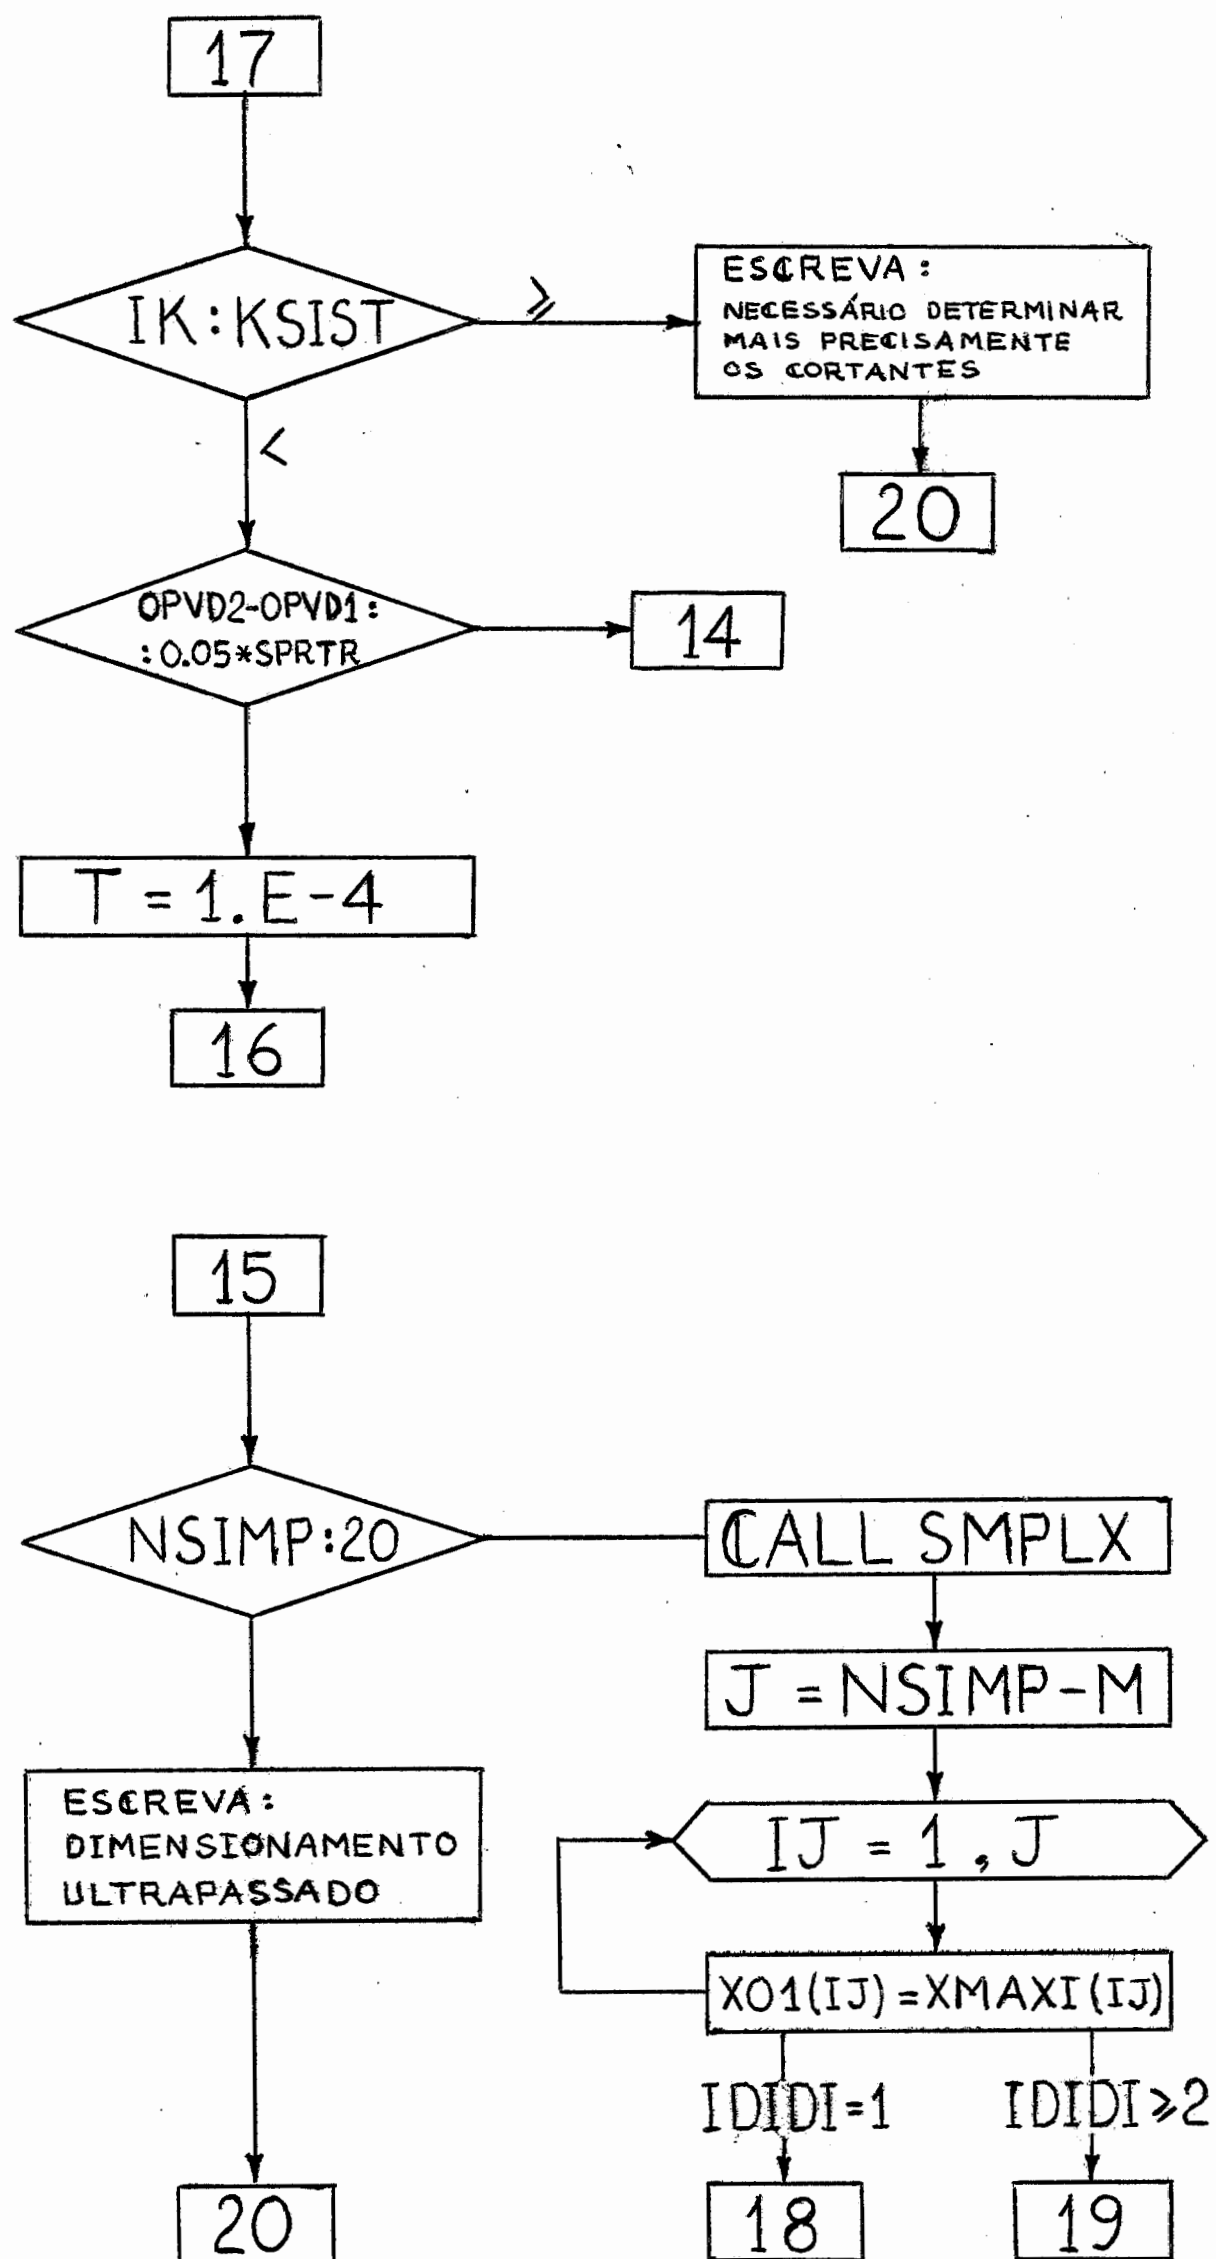 17
IK:KSIST
≥
ESCREVA:
NECESSÁRIO DETERMINAR
MAIS PRECISAMENTE
OS CORTANTES
<
20
OPVD2-OPVD1:
:0.05*SPRTR
14
T = 1.E-4
16
15
NSIMP:20
CALL SMPLX
J = NSIMP-M
ESCREVA:
DIMENSIONAMENTO
ULTRAPASSADO
IJ = 1, J
XO1(IJ)=XMAXI(IJ)
IDIDI=1
IDIDI≥2
20
18
19